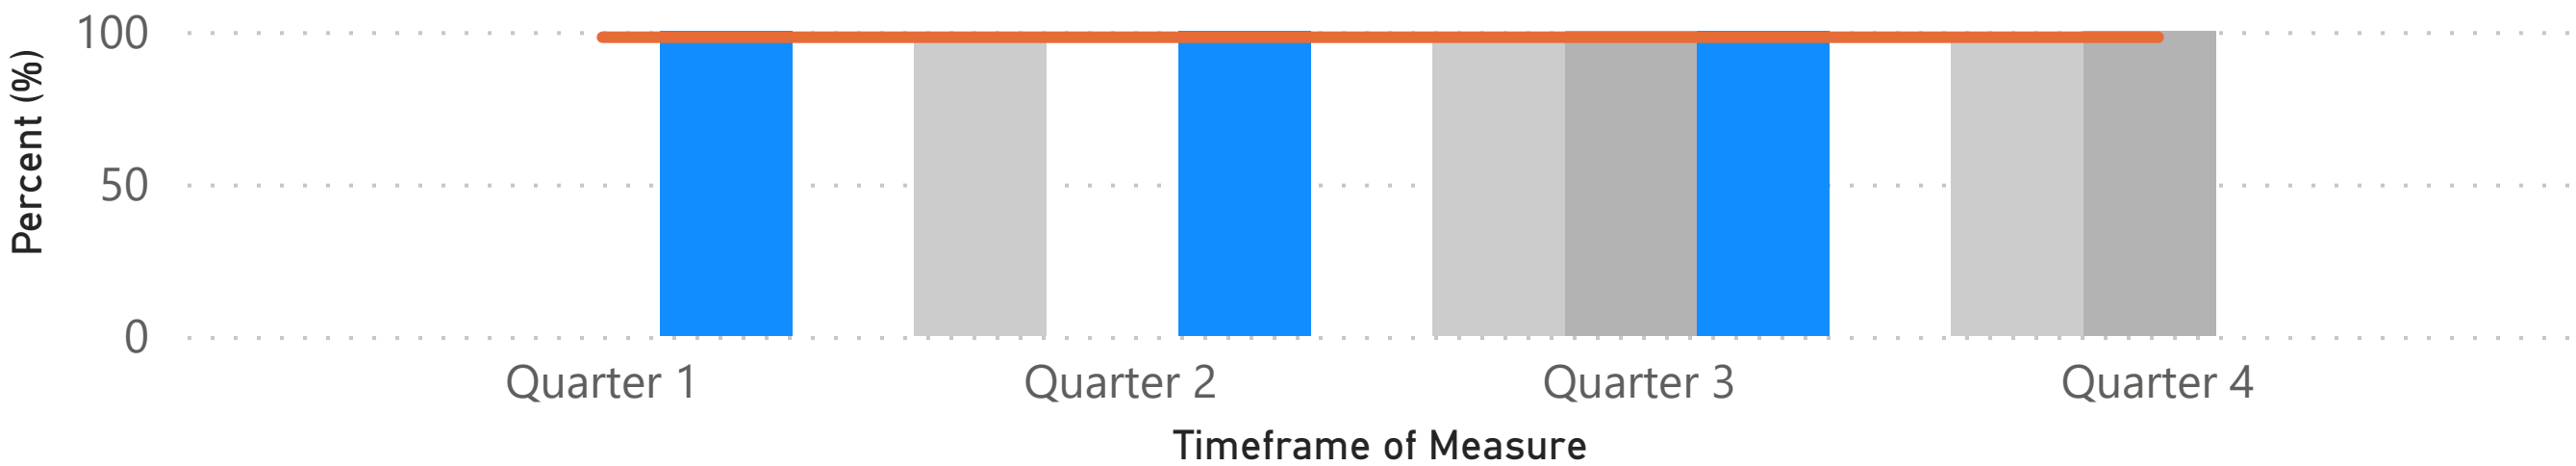 Percent (%)
100
50
0
Quarter 1
Quarter 2
Quarter 3
Quarter 4
Timeframe of Measure